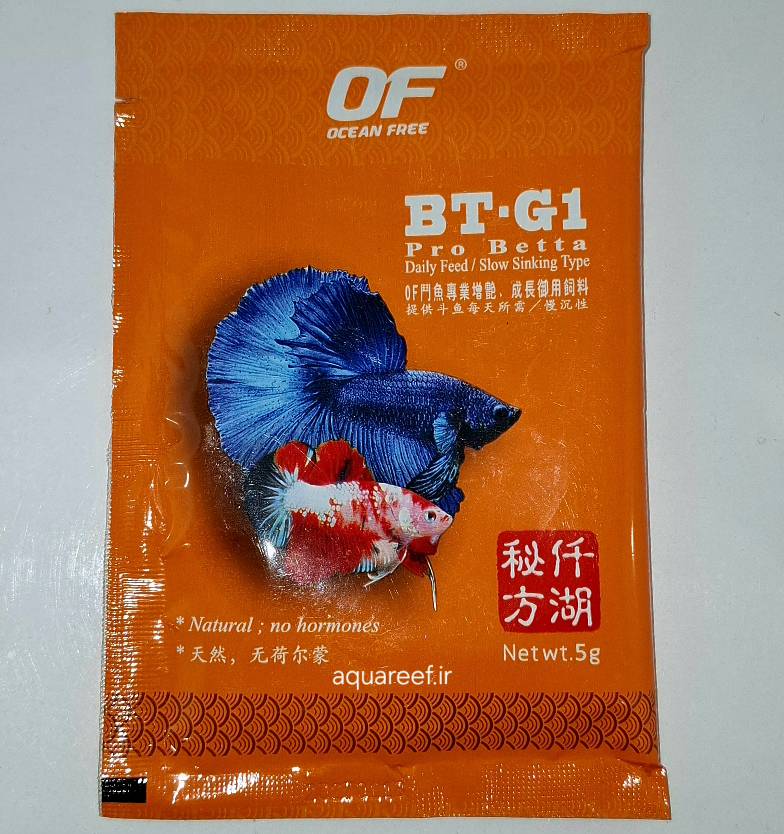 OF®
OCEAN FREE
BT·G1
Pro Betta
Daily Feed / Slow Sinking Type
OF鬥魚專業增艷、成長御用飼料
提供斗鱼每天所需／慢沉性
秘仟
方湖
* Natural ; no hormones
* 天然，无荷尔蒙
Netwt.5g
aquareef.ir